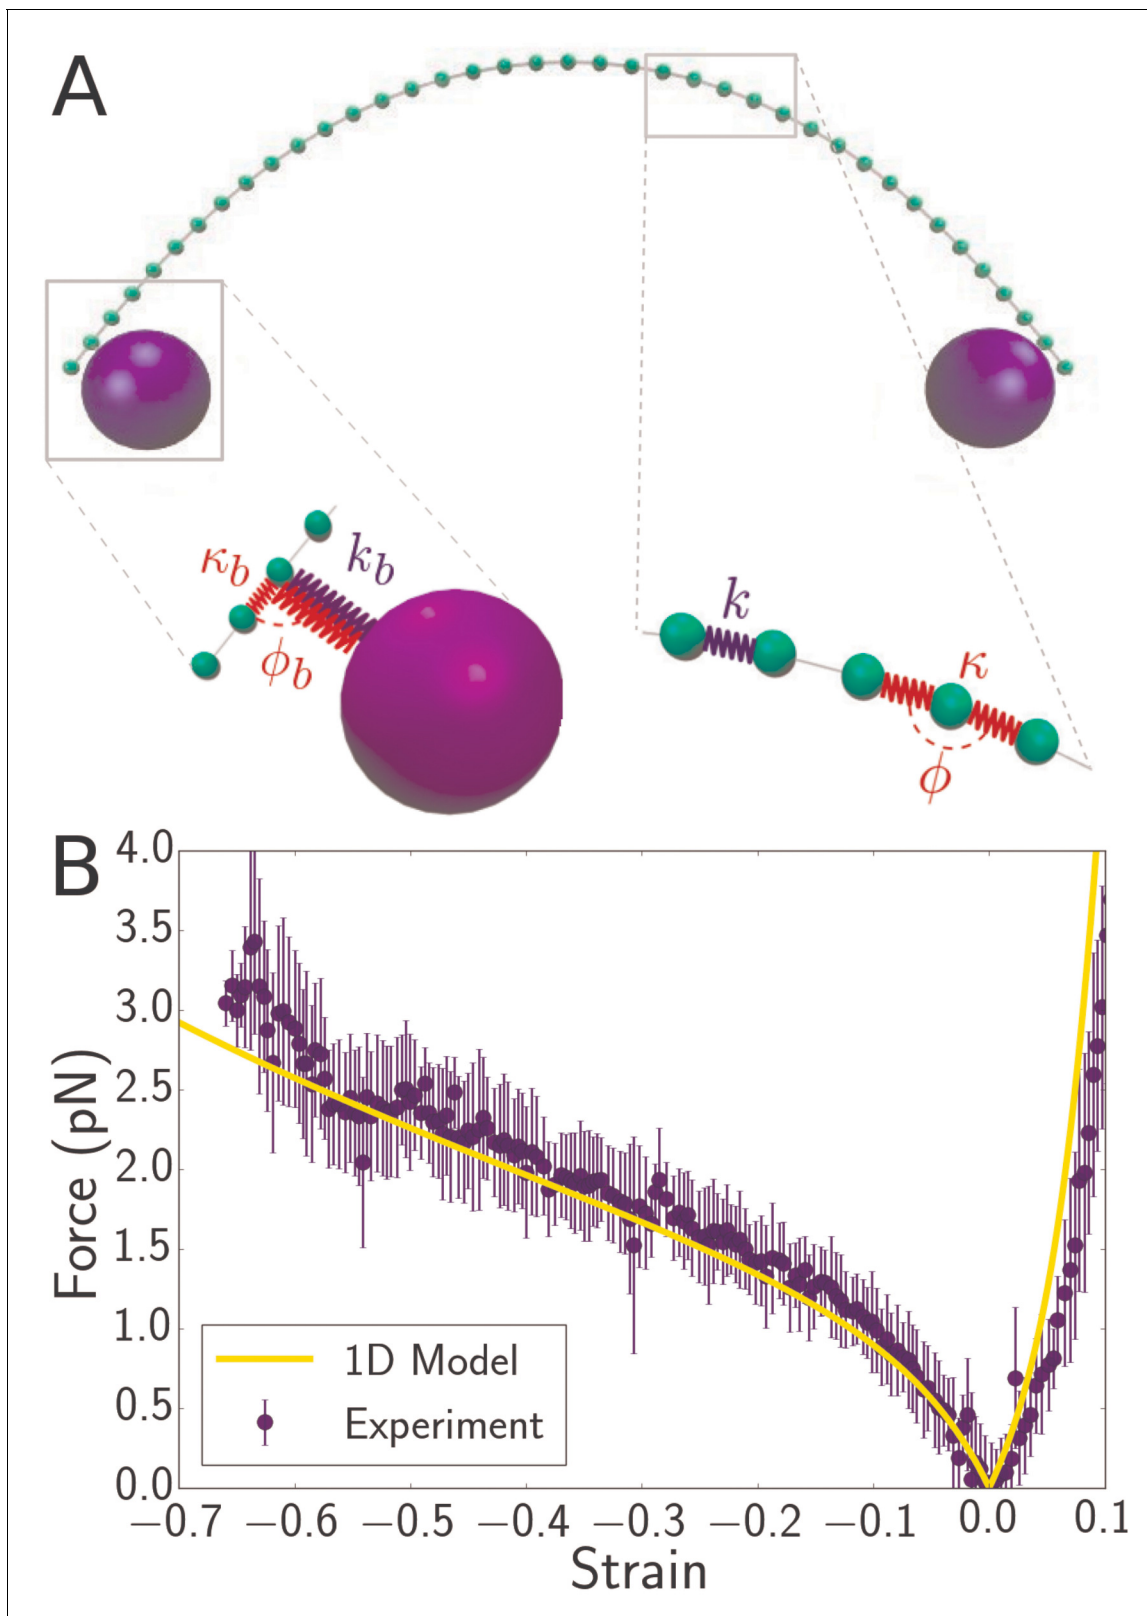 A
κb
kb
ϕb
k
κ
ϕ
B
4.0
3.5
3.0
2.5
2.0
1.5
1.0
0.5
0.0
Force (pN)
1D Model
Experiment
−0.7 −0.6 −0.5 −0.4 −0.3 −0.2 −0.1 0.0 0.1
Strain